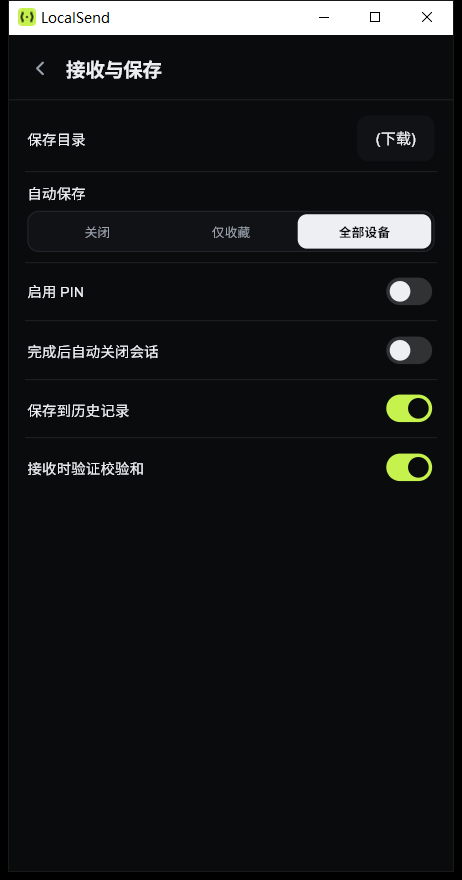 LocalSend
接收与保存
保存目录
(下载)
自动保存
关闭 仅收藏 全部设备
启用 PIN
完成后自动关闭会话
保存到历史记录
接收时验证校验和